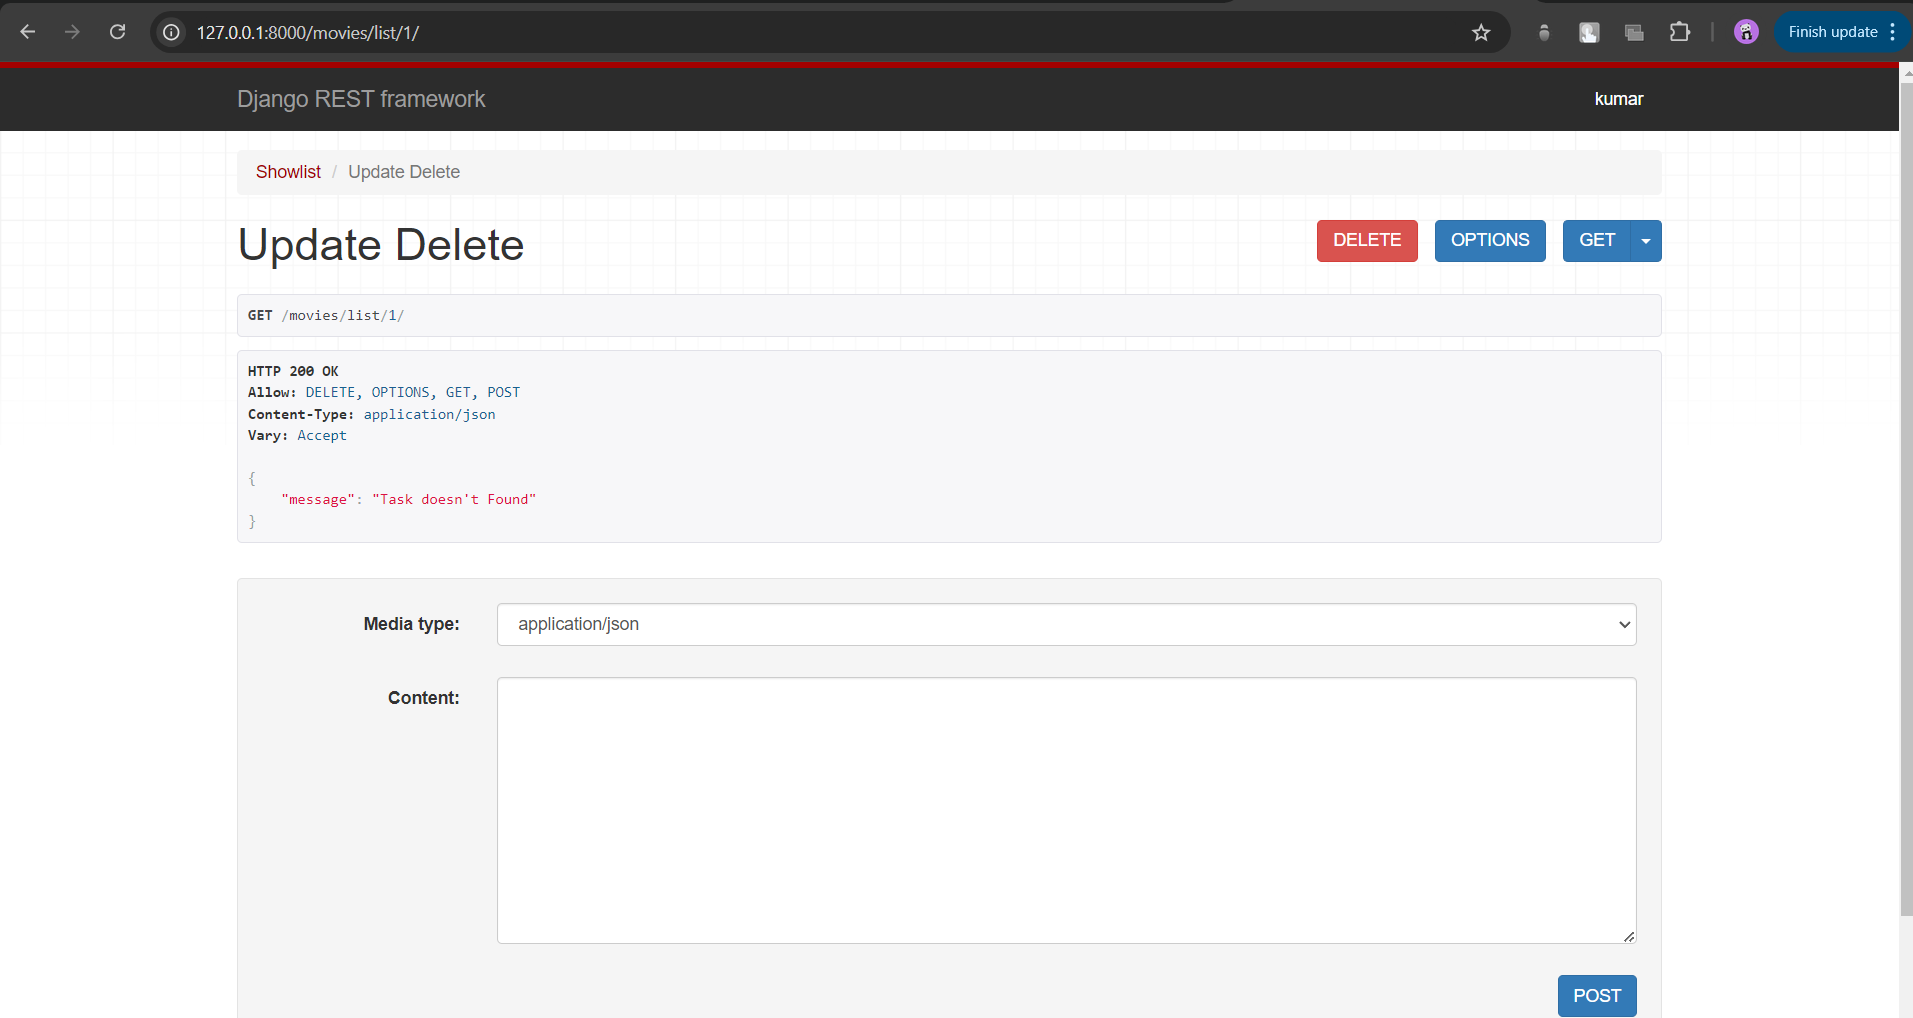 127.0.0.1:8000/movies/list/1/
Finish update
Django REST framework
kumar
Showlist / Update Delete
Update Delete
DELETE
OPTIONS
GET
GET /movies/list/1/
HTTP 200 OK
Allow: DELETE, OPTIONS, GET, POST
Content-Type: application/json
Vary: Accept
{
"message": "Task doesn't Found"
}
Media type:
application/json
Content:
POST